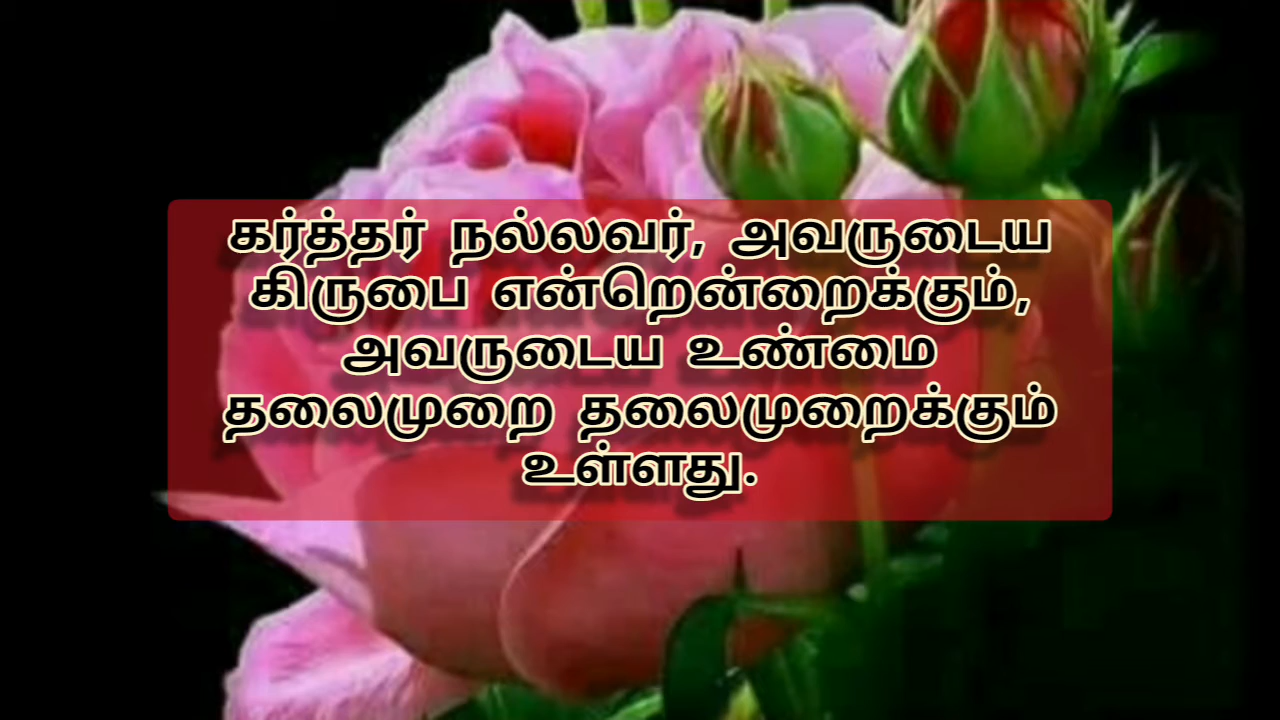 கர்த்தர் நல்லவர், அவருடைய
கிருபை என்றென்றைக்கும்,
அவருடைய உண்மை
தலைமுறை தலைமுறைக்கும்
உள்ளது.